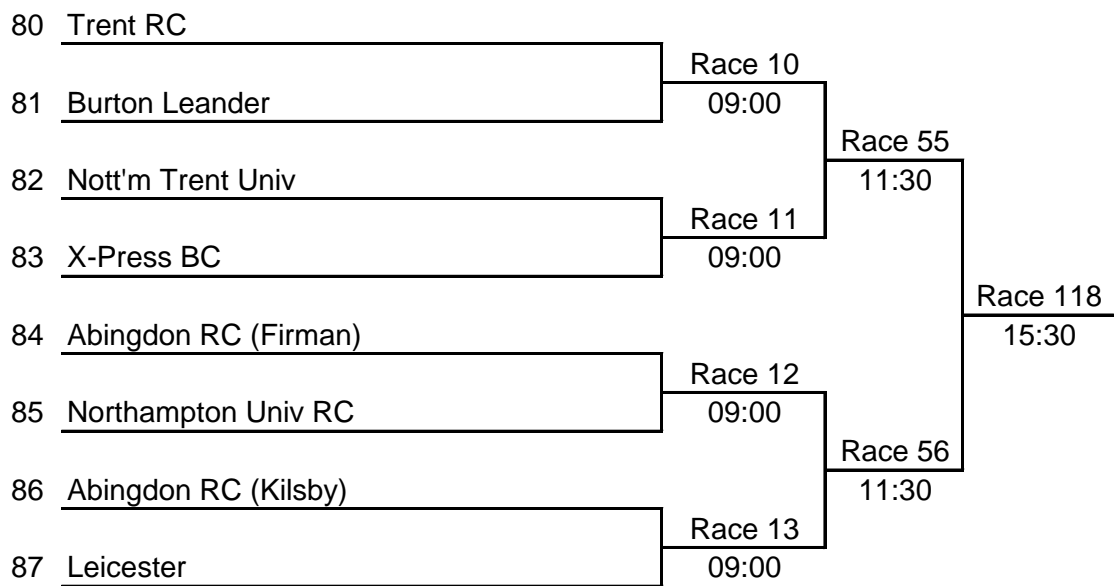 80 Trent RC
Race 10
81 Burton Leander
09:00
Race 55
82 Nott'm Trent Univ
11:30
Race 11
83 X-Press BC
09:00
Race 118
84 Abingdon RC (Firman)
15:30
Race 12
85 Northampton Univ RC
09:00
Race 56
86 Abingdon RC (Kilsby)
11:30
Race 13
87 Leicester
09:00